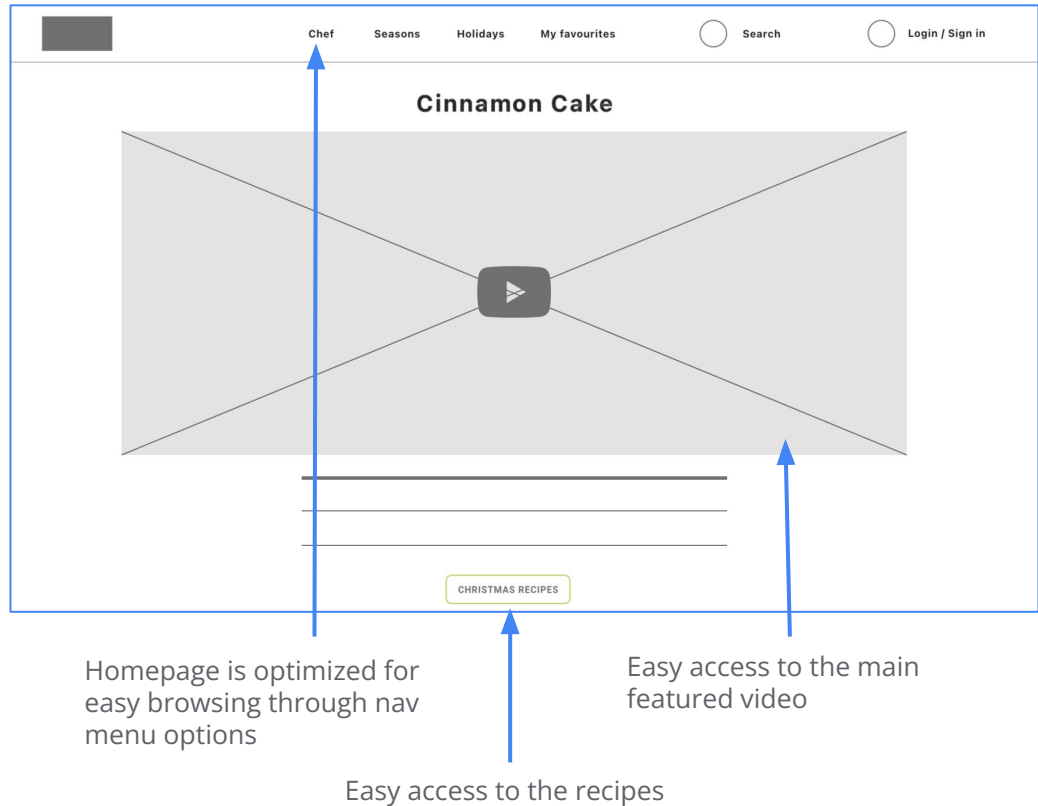 Chef Seasons Holidays My favourites Search Login / Sign in
Cinnamon Cake
CHRISTMAS RECIPES
Homepage is optimized for
easy browsing through nav
menu options
Easy access to the main
featured video
Easy access to the recipes